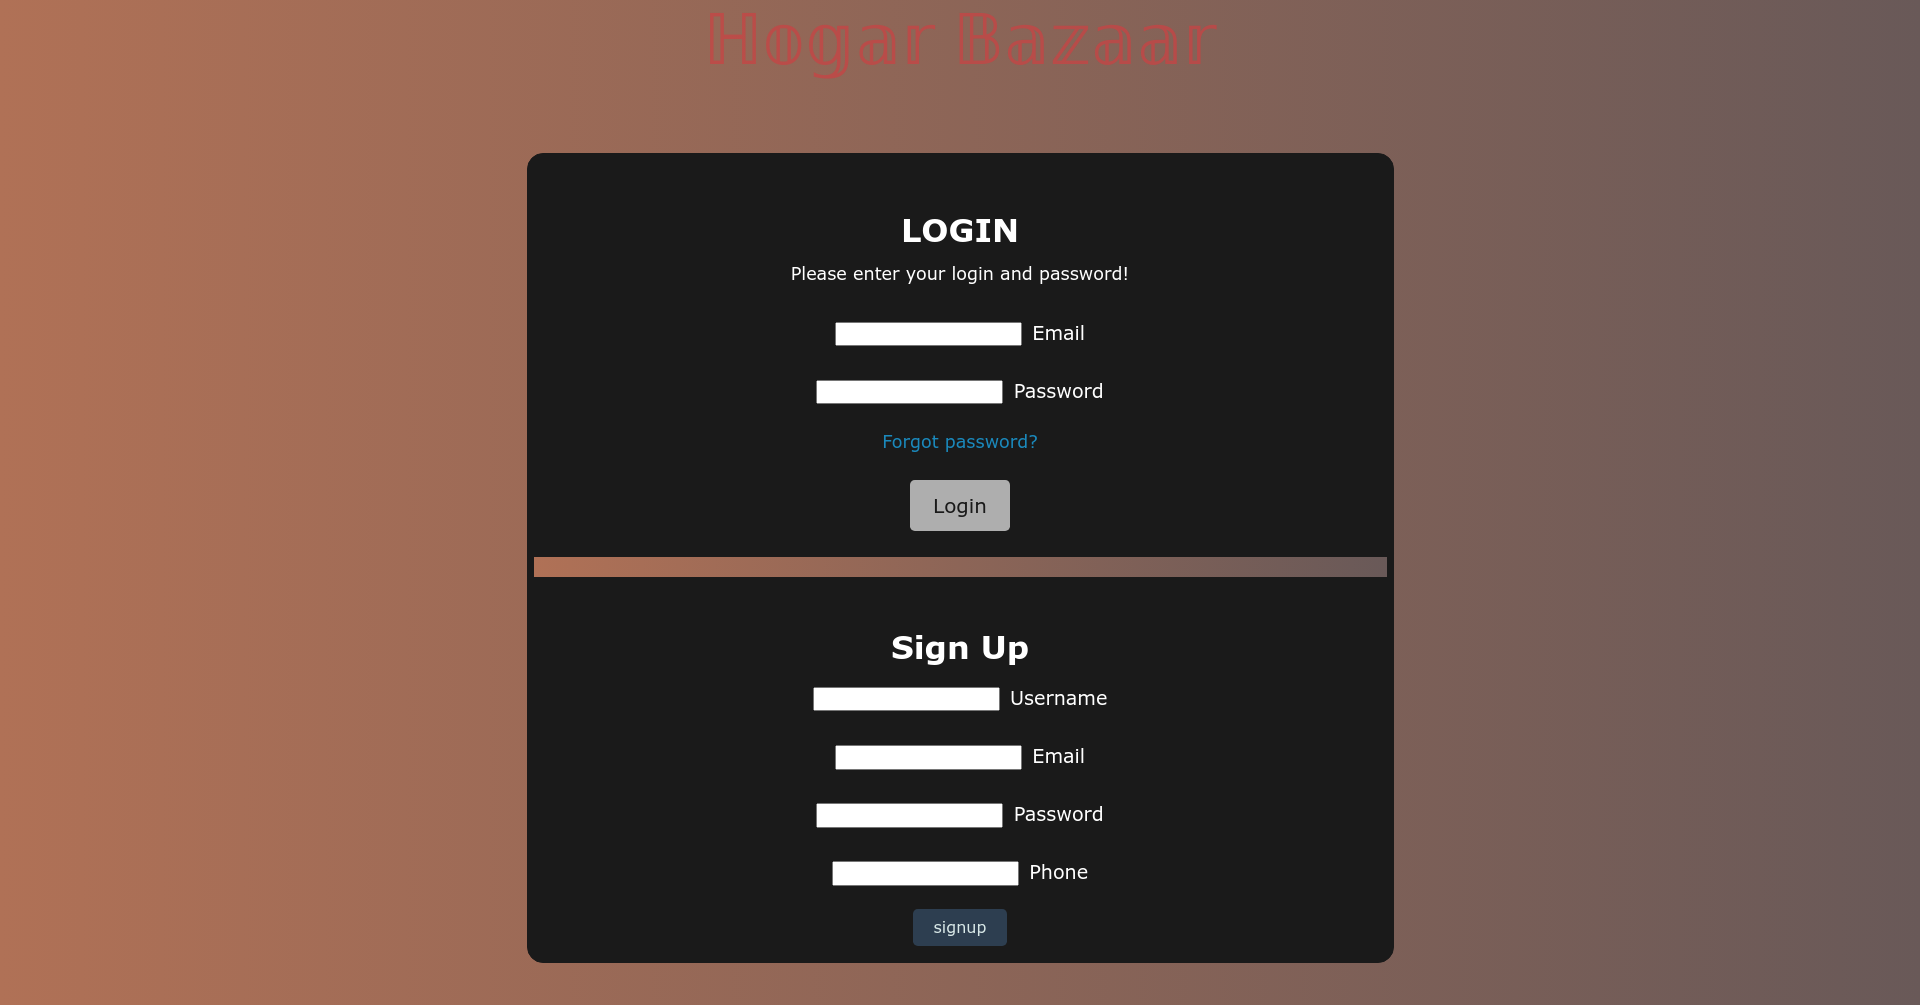 Hogar Bazaar
LOGIN
Please enter your login and password!
Email
Password
Forgot password?
Login
Sign Up
Username
Email
Password
Phone
signup